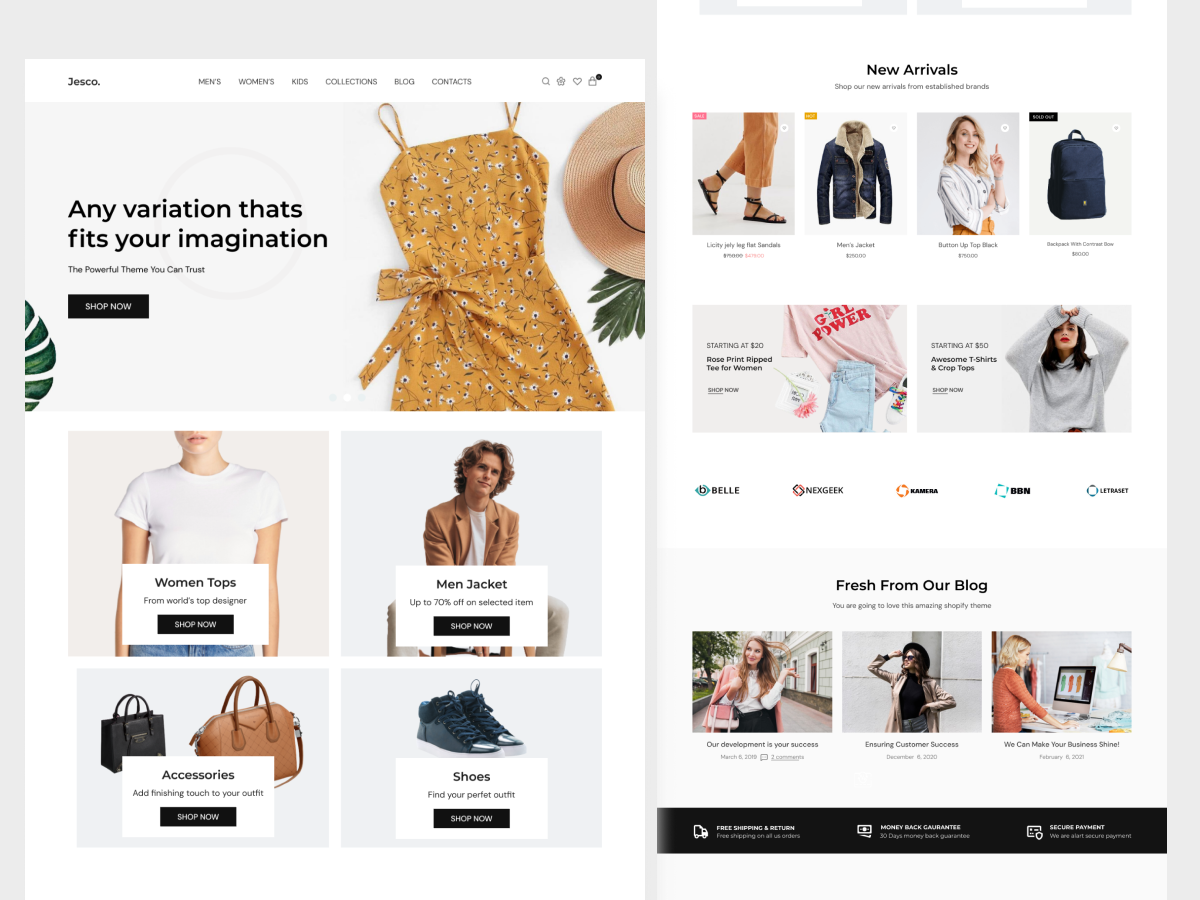 Jesco.
MEN'S WOMEN'S KIDS COLLECTIONS BLOG CONTACTS
Any variation thats
fits your imagination
The Powerful Theme You Can Trust
SHOP NOW
Women Tops
From world's top designer
SHOP NOW
Men Jacket
Up to 70% off on selected item
SHOP NOW
Accessories
Add finishing touch to your outfit
SHOP NOW
Shoes
Find your perfet outfit
SHOP NOW
New Arrivals
Shop our new arrivals from established brands
SALE
HOT
SOLD OUT
Licity jely leg flat Sandals
$750.00 $475.00
Men's Jacket
$250.00
Button Up Top Black
$750.00
Backpack With Contrast Bow
$80.00
STARTING AT $20
Rose Print Ripped
Tee for Women
SHOP NOW
GIRL
POWER
STARTING AT $50
Awesome T-Shirts
& Crop Tops
SHOP NOW
b BELLE
NEXGEEK
KAMERA
BBN
LETRASET
Fresh From Our Blog
You are going to love this amazing shopify theme
Our development is your success
March 6, 2019 2 comments
Ensuring Customer Success
December 6, 2020
We Can Make Your Business Shine!
February 6, 2021
FREE SHIPPING & RETURN
Free shipping on all us orders
MONEY BACK GAURANTEE
30 Days money back guarantee
SECURE PAYMENT
We are alart secure payment